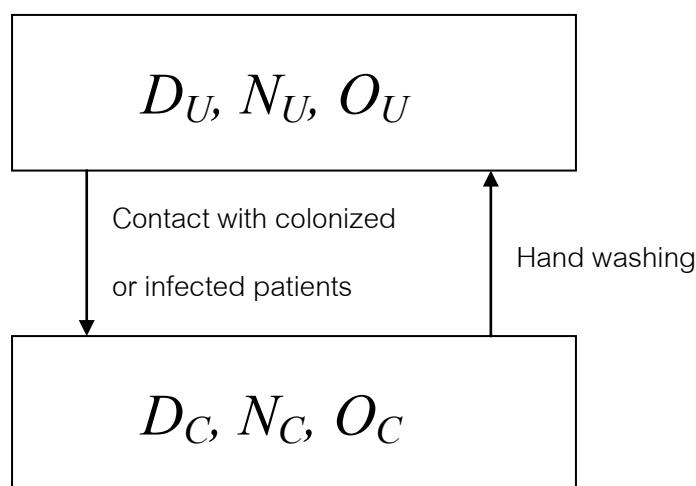 D_U, N_U, O_U
Contact with colonized
or infected patients
Hand washing
D_C, N_C, O_C